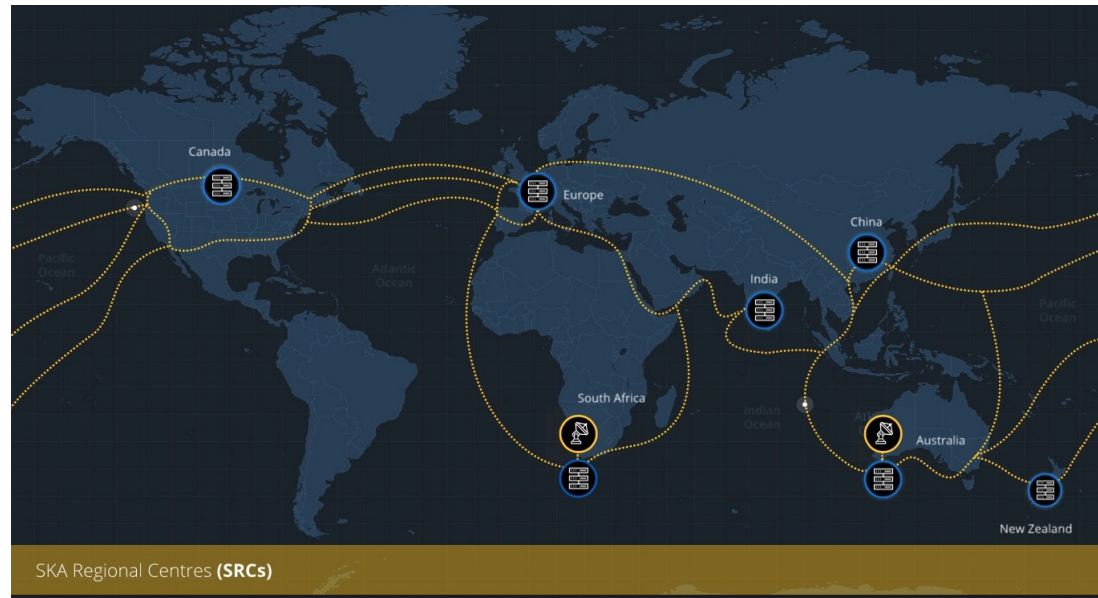 Canada
Europe
China
India
Pacific
Ocean
Atlantic
Ocean
Pacific
Ocean
South Africa
Indian
Ocean
Australia
New Zealand
SKA Regional Centres (SRCs)